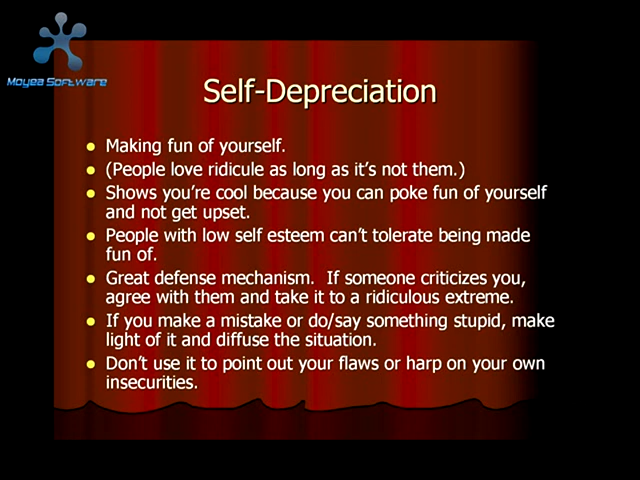 Moyea Software
Self-Depreciation
Making fun of yourself.
(People love ridicule as long as it's not them.)
Shows you're cool because you can poke fun of yourself
and not get upset.
People with low self esteem can't tolerate being made
fun of.
Great defense mechanism.  If someone criticizes you,
agree with them and take it to a ridiculous extreme.
If you make a mistake or do/say something stupid, make
light of it and diffuse the situation.
Don't use it to point out your flaws or harp on your own
insecurities.